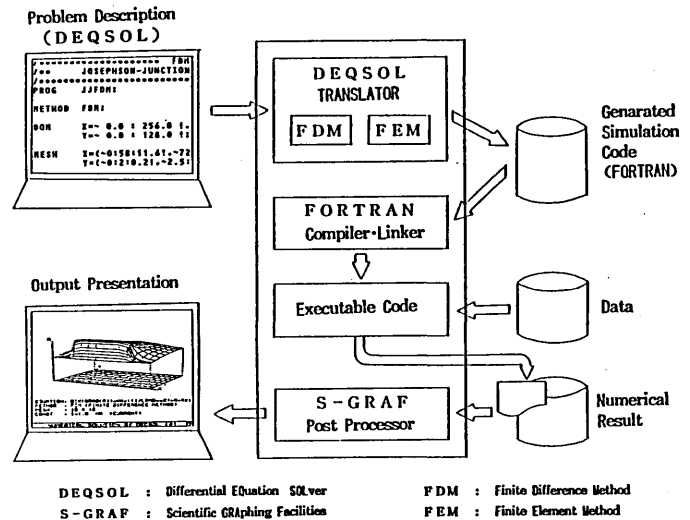 Problem Description
(DEQSOL)
FDM
JOSEPHSON-JUNCTION
PROG JJFDM;
METHOD FDM;
DOM X=
MESH
DEQSOL
TRANSLATOR
FDM FEM
Genarated
Simulation
Code
(FORTRAN)
FORTRAN
Compiler•Linker
Output Presentation
Executable Code
Data
S-GRAF
Post Processor
Numerical
Result
DEQSOL : Differential EQuation SOLver
S-GRAF : Scientific GRAphing Facilities
FDM : Finite Difference Method
FEM : Finite Element Method